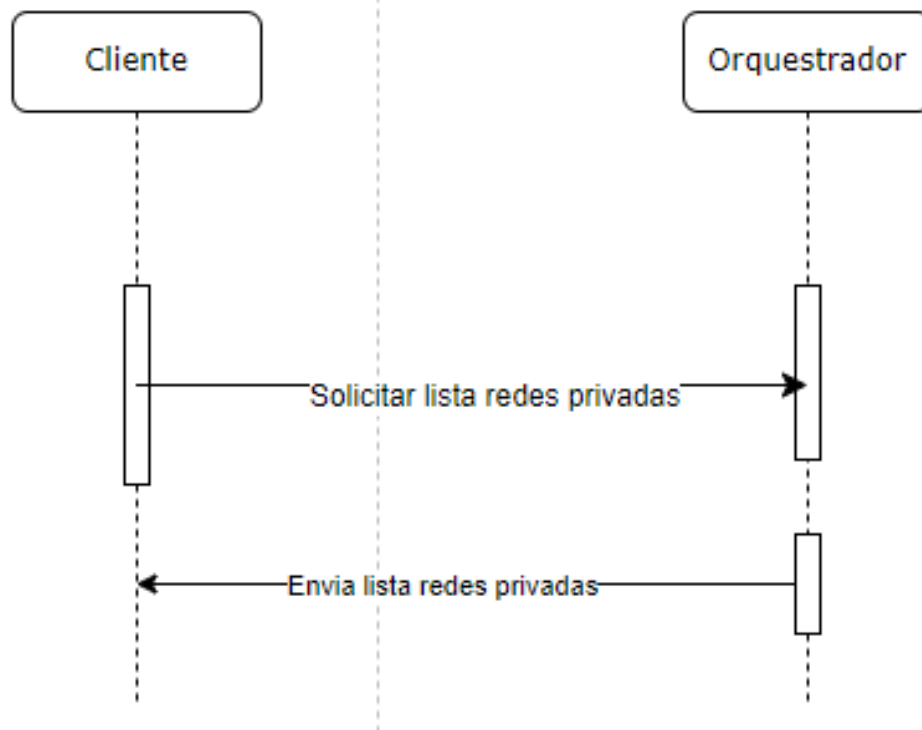 Cliente
Orquestrador
Solicitar lista redes privadas
Envia lista redes privadas